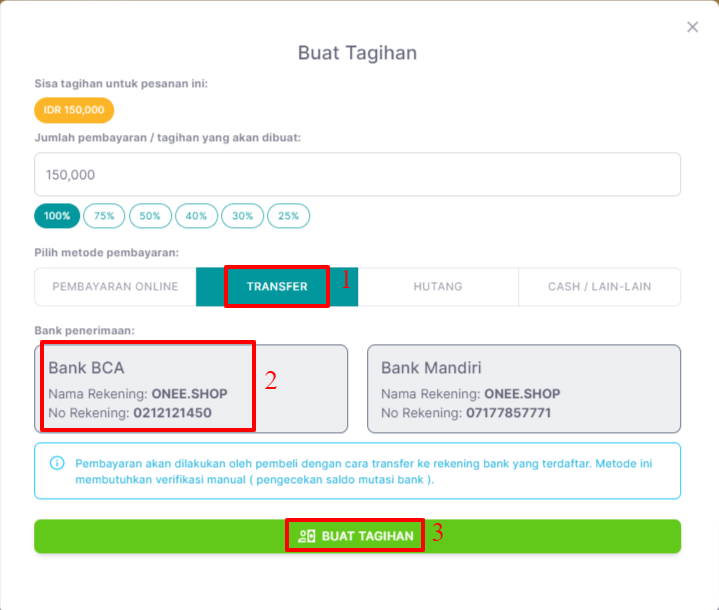 Buat Tagihan
Sisa tagihan untuk pesanan ini:
IDR 150,000
Jumlah pembayaran / tagihan yang akan dibuat:
150,000
100% 75% 50% 40% 30% 25%
Pilih metode pembayaran:
PEMBAYARAN ONLINE TRANSFER 1 HUTANG CASH / LAIN-LAIN
Bank penerimaan:
Bank BCA
Nama Rekening: ONEE.SHOP
No Rekening: 0212121450
2
Bank Mandiri
Nama Rekening: ONEE.SHOP
No Rekening: 07177857771
Pembayaran akan dilakukan oleh pembeli dengan cara transfer ke rekening bank yang terdaftar. Metode ini
membutuhkan verifikasi manual ( pengecekan saldo mutasi bank ).
BUAT TAGIHAN 3